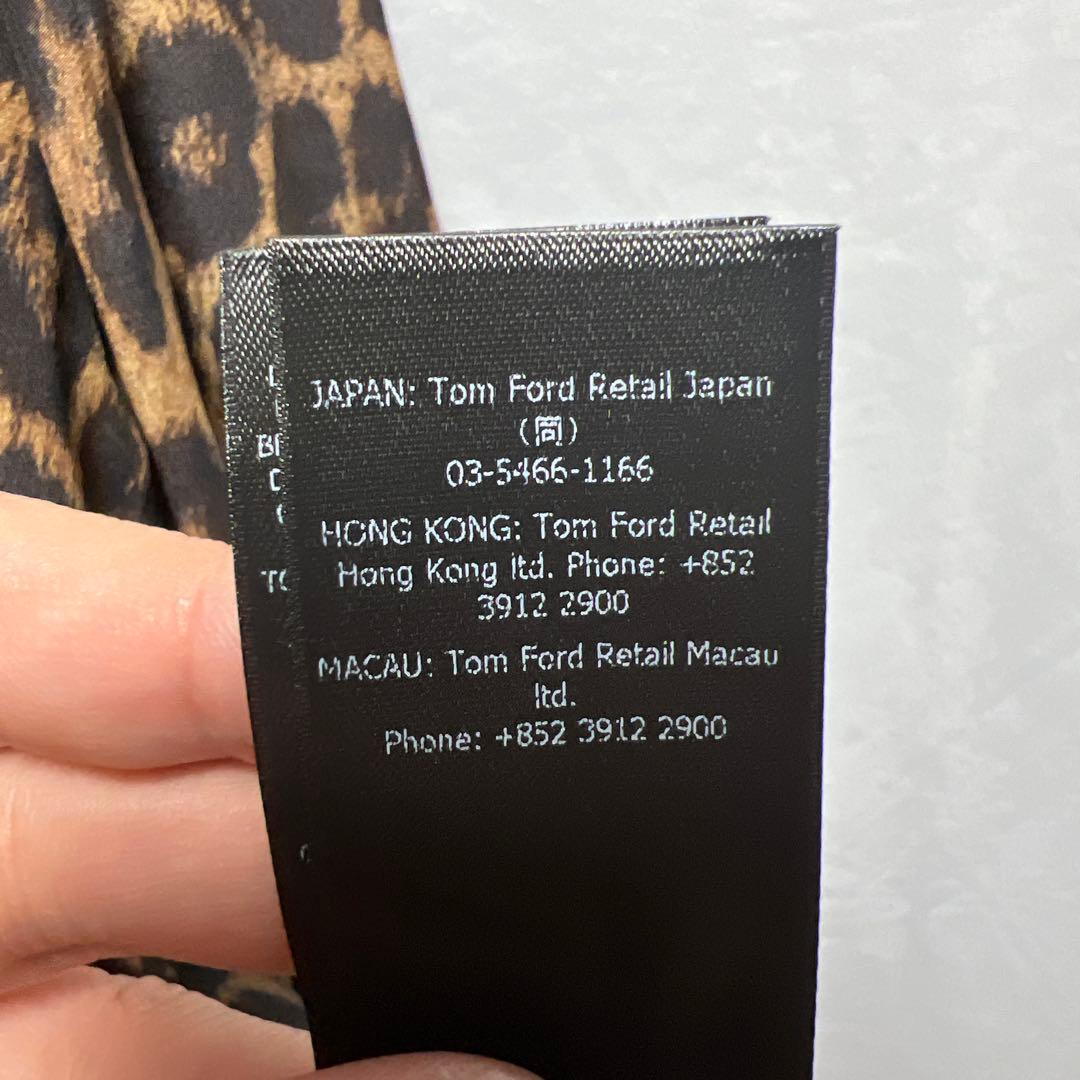 JAPAN: Tom Ford Retail Japan
(同)
03-5466-1166
HONG KONG: Tom Ford Retail
Hong Kong ltd. Phone: +852
3912 2900
MACAU: Tom Ford Retail Macau
ltd.
Phone: +852 3912 2900